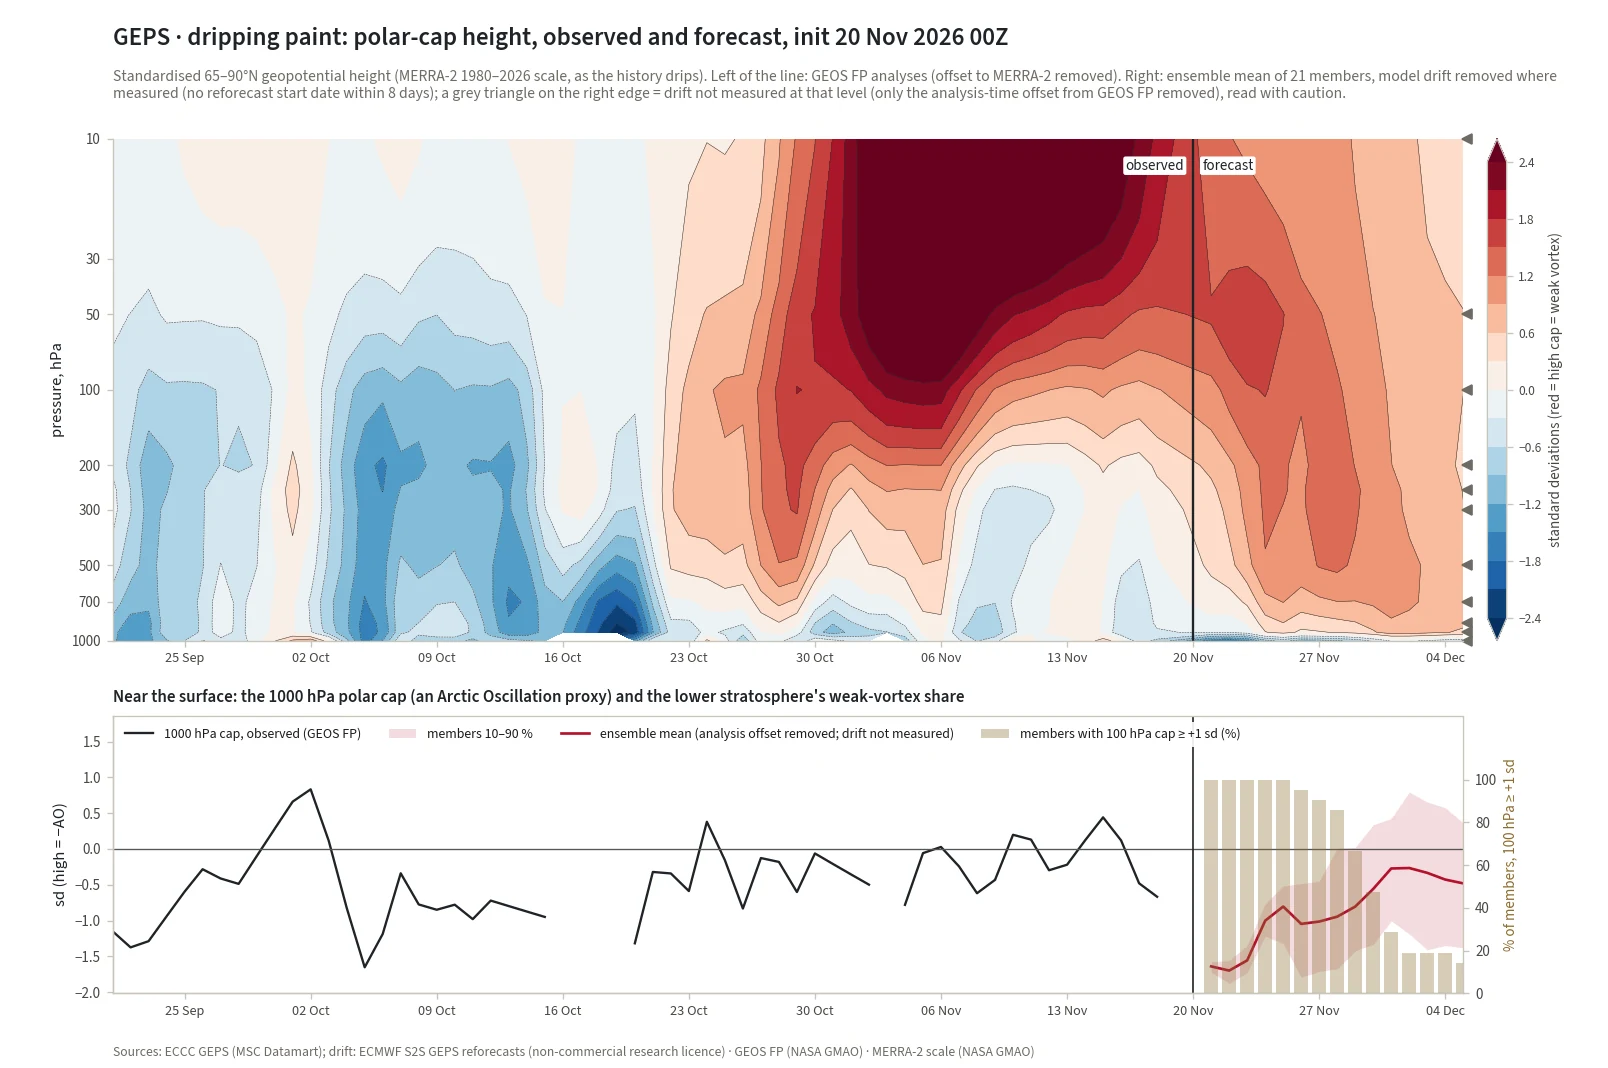 GEPS · dripping paint: polar-cap height, observed and forecast, init 20 Nov 2026 00Z
Standardised 65–90°N geopotential height (MERRA-2 1980–2026 scale, as the history drips). Left of the line: GEOS FP analyses (offset to MERRA-2 removed). Right: ensemble mean of 21 members, model drift removed where
measured (no reforecast start date within 8 days); a grey triangle on the right edge = drift not measured at that level (only the analysis-time offset from GEOS FP removed), read with caution.
pressure, hPa
10
30
50
100
200
300
500
700
1000
observed
forecast
25 Sep
02 Oct
09 Oct
16 Oct
23 Oct
30 Oct
06 Nov
13 Nov
20 Nov
27 Nov
04 Dec
2.4
1.8
1.2
0.6
0.0
−0.6
−1.2
−1.8
−2.4
standard deviations (red = high cap = weak vortex)
Near the surface: the 1000 hPa polar cap (an Arctic Oscillation proxy) and the lower stratosphere's weak-vortex share
1000 hPa cap, observed (GEOS FP)
members 10–90 %
ensemble mean (analysis offset removed; drift not measured)
members with 100 hPa cap ≥ +1 sd (%)
sd (high = −AO)
1.5
1.0
0.5
0.0
−0.5
−1.0
−1.5
−2.0
25 Sep
02 Oct
09 Oct
16 Oct
23 Oct
30 Oct
06 Nov
13 Nov
20 Nov
27 Nov
04 Dec
100
80
60
40
20
0
% of members, 100 hPa ≥ +1 sd
Sources: ECCC GEPS (MSC Datamart); drift: ECMWF S2S GEPS reforecasts (non-commercial research licence) · GEOS FP (NASA GMAO) · MERRA-2 scale (NASA GMAO)